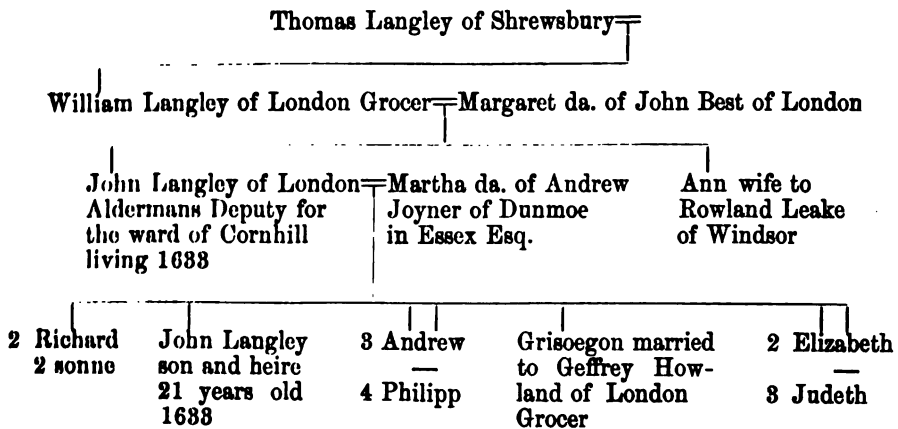 Thomas Langley of Shrewsbury
William Langley of London Grocer
Margaret da. of John Best of London
John Langley of London
Aldermans Deputy for
the ward of Cornhill
living 1633
Martha da. of Andrew
Joyner of Dunmoe
in Essex Esq.
Ann wife to
Rowland Leake
of Windsor
2 Richard
2 sonne
John Langley
son and heire
21 years old
1633
3 Andrew
—
4 Philipp
Grisoegon married
to Geffrey How-
land of London
Grocer
2 Elizabeth
—
3 Judeth